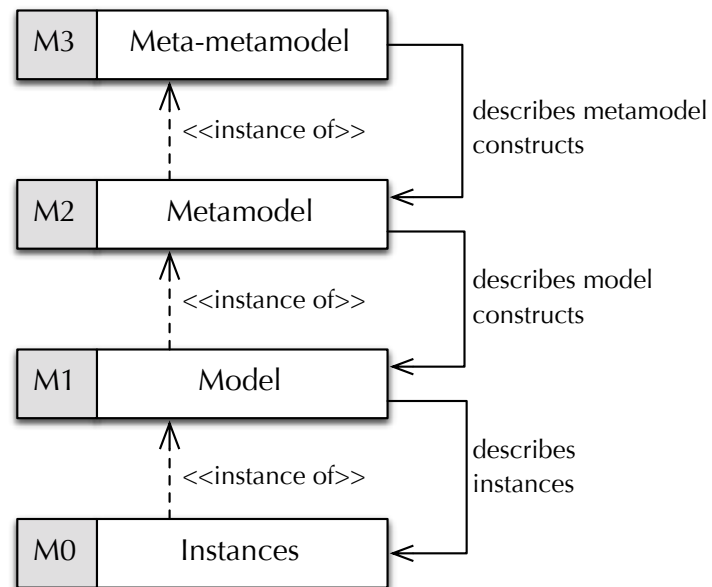 M3 Meta-metamodel
<<instance of>>
describes metamodel
constructs
M2 Metamodel
<<instance of>>
describes model
constructs
M1 Model
<<instance of>>
describes
instances
M0 Instances